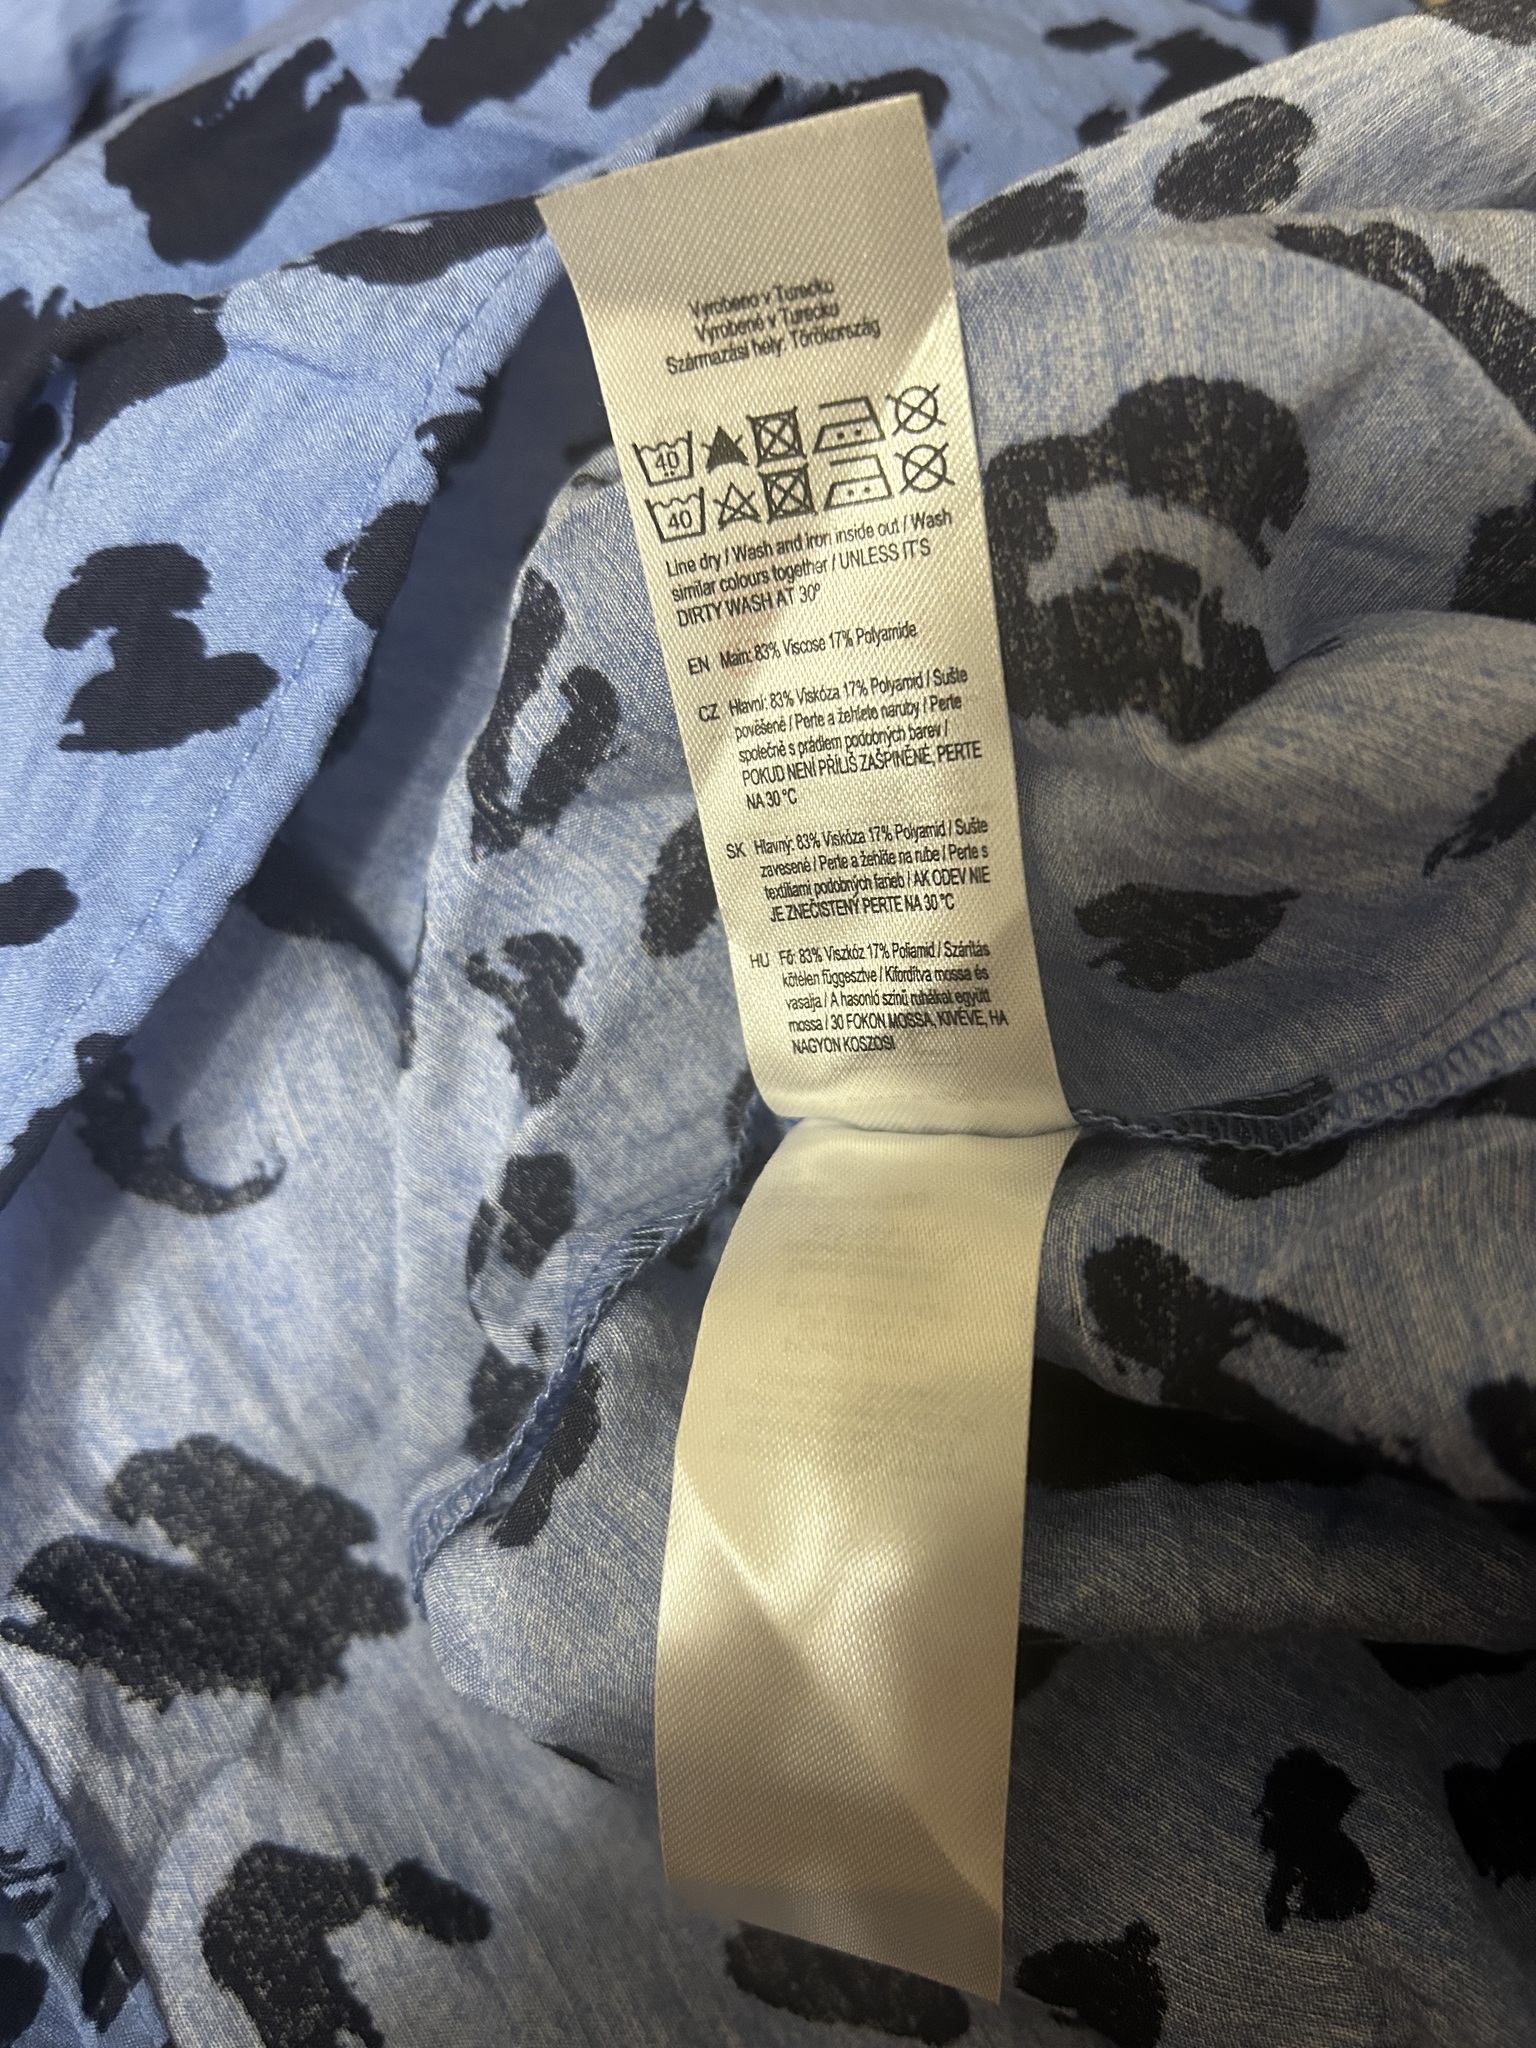 Vyrobeno v Turecku
Vyrobené v Turecku
Származási hely: Törökország
40
40
Line dry / Wash and iron inside out / Wash
similar colours together / UNLESS IT'S
DIRTY WASH AT 30º
EN Main: 83% Viscose 17% Polyamide
CZ Hlavní: 83% Viskóza 17% Polyamid / Sušte
pověšené / Perte a žehlete naruby / Perte
společně s prádlem podobných barev /
POKUD NENÍ PŘÍLIŠ ZAŠPINĚNÉ, PERTE
NA 30 °C
SK Hlavný: 83% Viskóza 17% Polyamid / Sušte
zavesené / Perte a žehlite na rube / Perte s
textíliami podobných farieb / AK ODEV NIE
JE ZNEČISTENÝ PERTE NA 30 °C
HU Fő: 83% Viszkóz 17% Poliamid / Szárítás
kötélen függesztve / Kifordítva mossa és
vasalja / A hasonló színű ruhákat együtt
mossa / 30 FOKON MOSSA, KIVÉVE, HA
NAGYON KOSZOS!